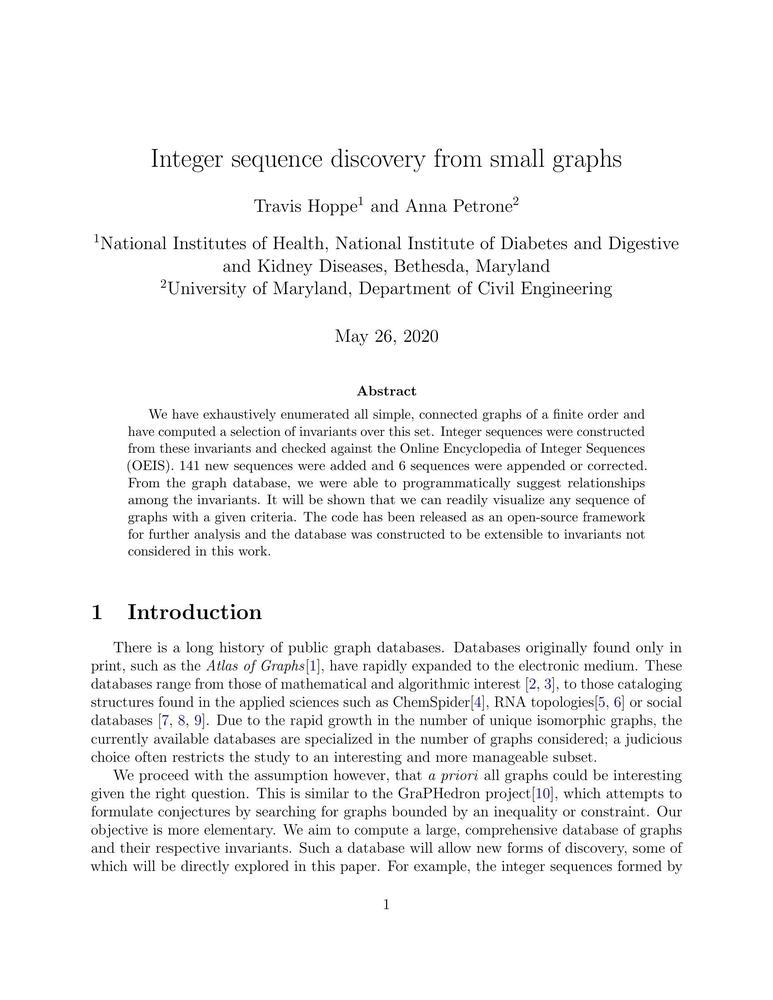 Integer sequence discovery from small graphs
Travis Hoppe¹ and Anna Petrone²
¹National Institutes of Health, National Institute of Diabetes and Digestive
and Kidney Diseases, Bethesda, Maryland
²University of Maryland, Department of Civil Engineering
May 26, 2020
Abstract
We have exhaustively enumerated all simple, connected graphs of a finite order and
have computed a selection of invariants over this set. Integer sequences were constructed
from these invariants and checked against the Online Encyclopedia of Integer Sequences
(OEIS). 141 new sequences were added and 6 sequences were appended or corrected.
From the graph database, we were able to programmatically suggest relationships
among the invariants. It will be shown that we can readily visualize any sequence of
graphs with a given criteria. The code has been released as an open-source framework
for further analysis and the database was constructed to be extensible to invariants not
considered in this work.
1 Introduction
There is a long history of public graph databases. Databases originally found only in
print, such as the Atlas of Graphs[1], have rapidly expanded to the electronic medium. These
databases range from those of mathematical and algorithmic interest [2, 3], to those cataloging
structures found in the applied sciences such as ChemSpider[4], RNA topologies[5, 6] or social
databases [7, 8, 9]. Due to the rapid growth in the number of unique isomorphic graphs, the
currently available databases are specialized in the number of graphs considered; a judicious
choice often restricts the study to an interesting and more manageable subset.
We proceed with the assumption however, that a priori all graphs could be interesting
given the right question. This is similar to the GraPHedron project[10], which attempts to
formulate conjectures by searching for graphs bounded by an inequality or constraint. Our
objective is more elementary. We aim to compute a large, comprehensive database of graphs
and their respective invariants. Such a database will allow new forms of discovery, some of
which will be directly explored in this paper. For example, the integer sequences formed by
1